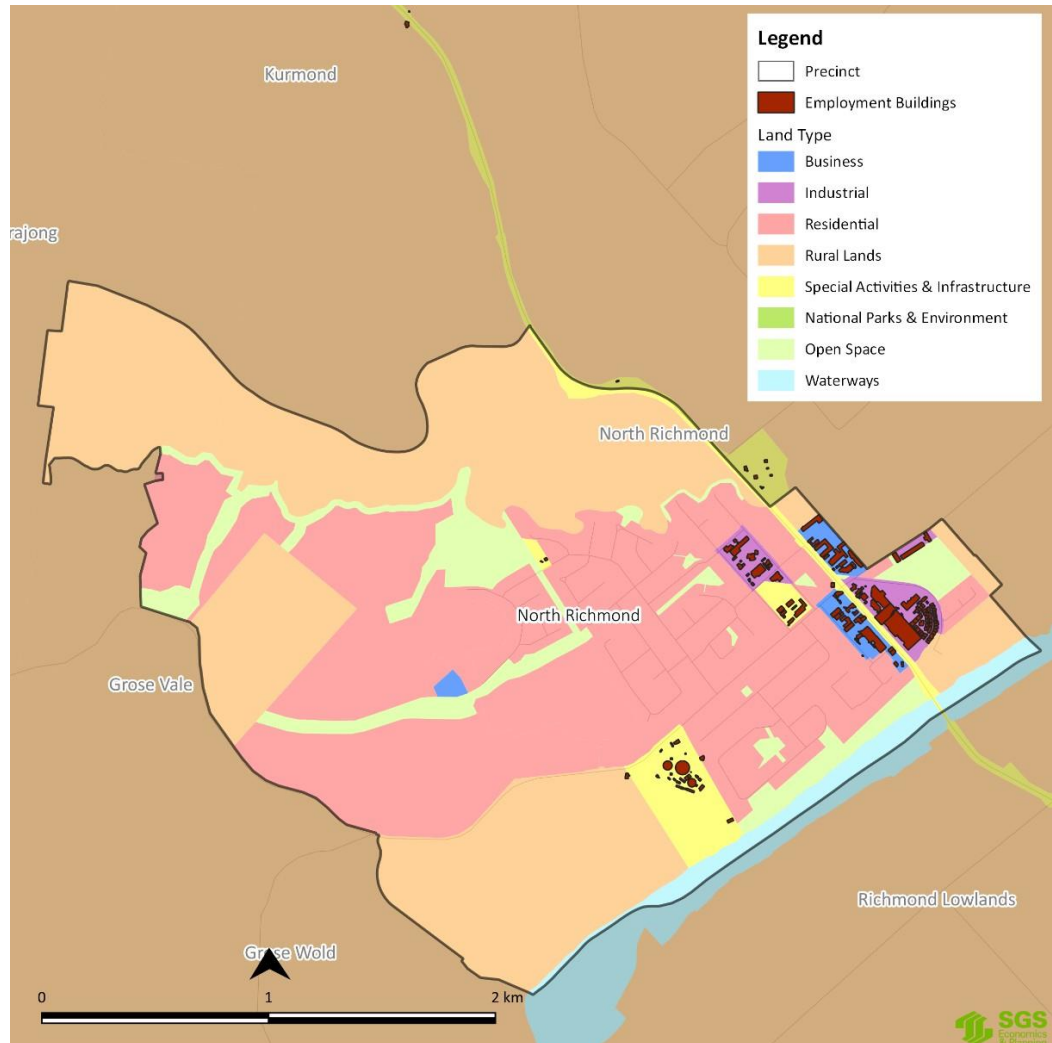 Legend
Precinct
Employment Buildings
Land Type
Business
Industrial
Residential
Rural Lands
Special Activities & Infrastructure
National Parks & Environment
Open Space
Waterways
Kurmond
rajong
North Richmond
North Richmond
Grose Vale
Richmond Lowlands
Grose Wold
0 1 2 km
SGS
Economics